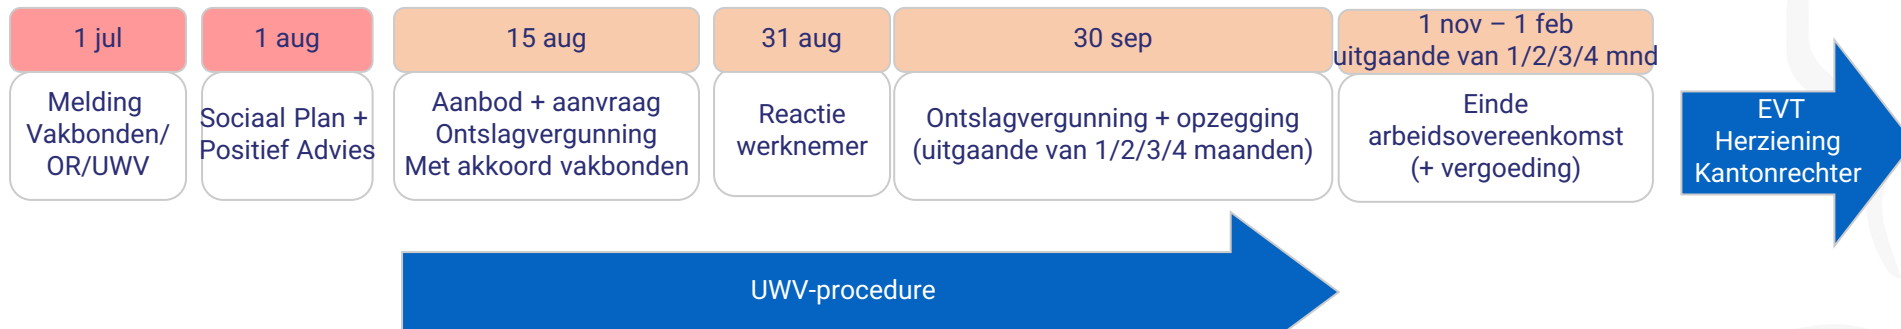 1 jul
Melding
Vakbonden/
OR/UWV
1 aug
Sociaal Plan +
Positief Advies
15 aug
Aanbod + aanvraag
Ontslagvergunning
Met akkoord vakbonden
31 aug
Reactie
werknemer
30 sep
Ontslagvergunning + opzegging
(uitgaande van 1/2/3/4 maanden)
1 nov – 1 feb
uitgaande van 1/2/3/4 mnd
Einde
arbeidsovereenkomst
(+ vergoeding)
EVT
Herziening
Kantonrechter
UWV-procedure